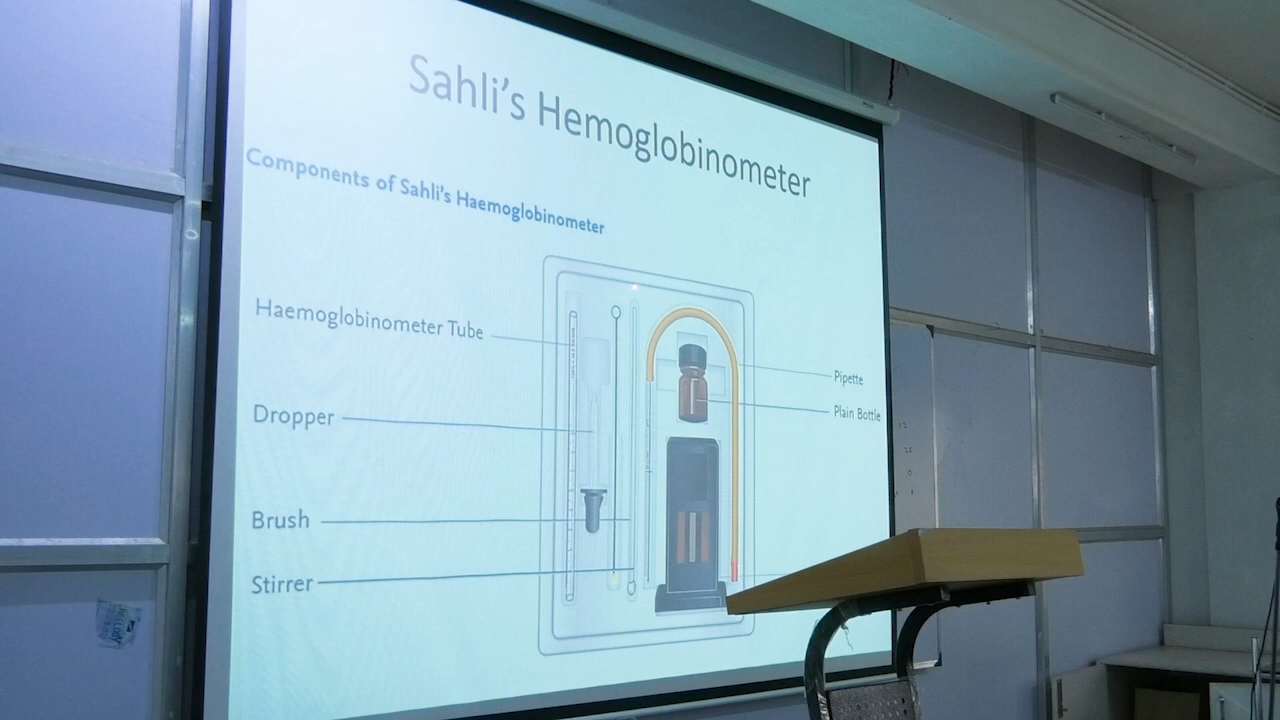 Sahli's Hemoglobinometer
Components of Sahli's Haemoglobinometer
Haemoglobinometer Tube
Dropper
Brush
Stirrer
Pipette
Plain Bottle